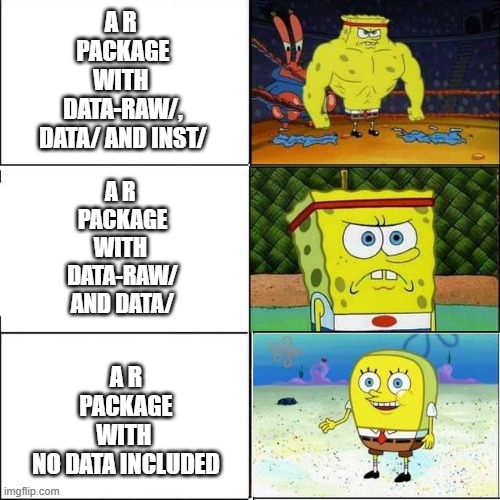 A R
PACKAGE
WITH
DATA-RAW/,
DATA/ AND INST/
A R
PACKAGE
WITH
DATA-RAW/
AND DATA/
A R
PACKAGE
WITH
NO DATA INCLUDED
imgflip.com